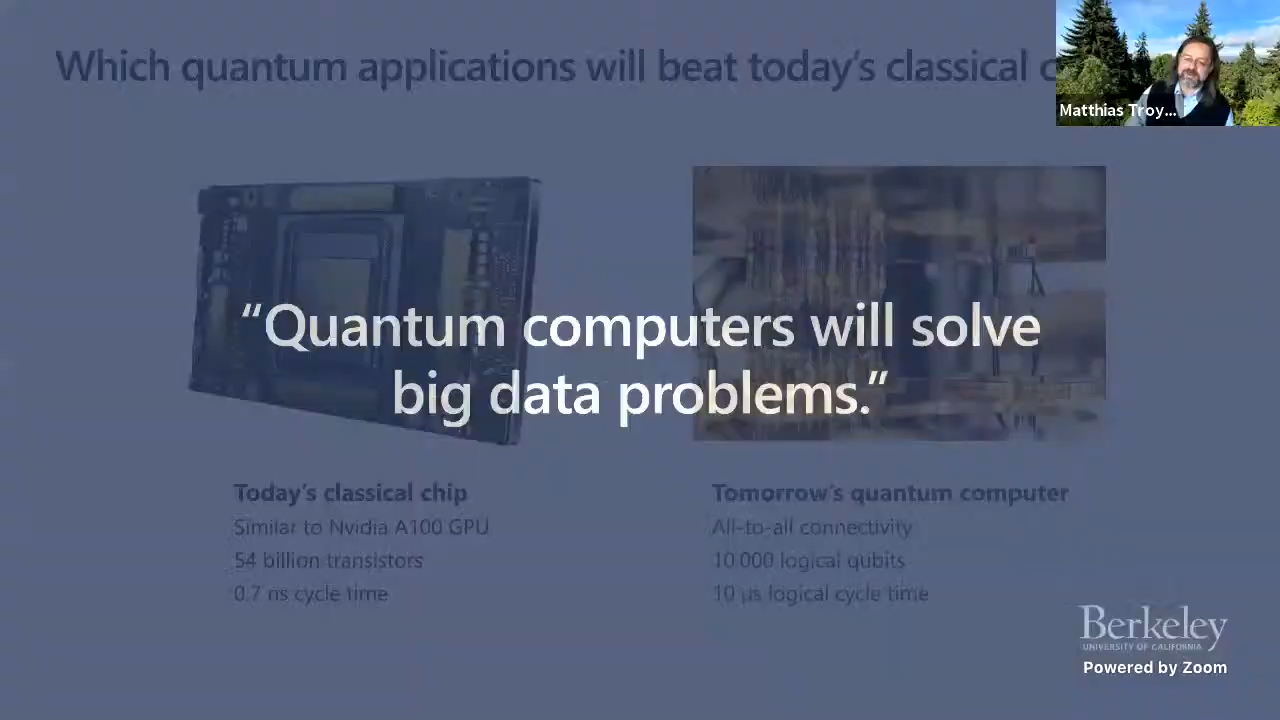 Which quantum applications will beat today's classical c
Matthias Troy...
“Quantum computers will solve
big data problems.”
Today's classical chip
Similar to Nvidia A100 GPU
54 billion transistors
0.7 ns cycle time
Tomorrow's quantum computer
All-to-all connectivity
10 000 logical qubits
10 µs logical cycle time
Berkeley
UNIVERSITY OF CALIFORNIA
Powered by Zoom